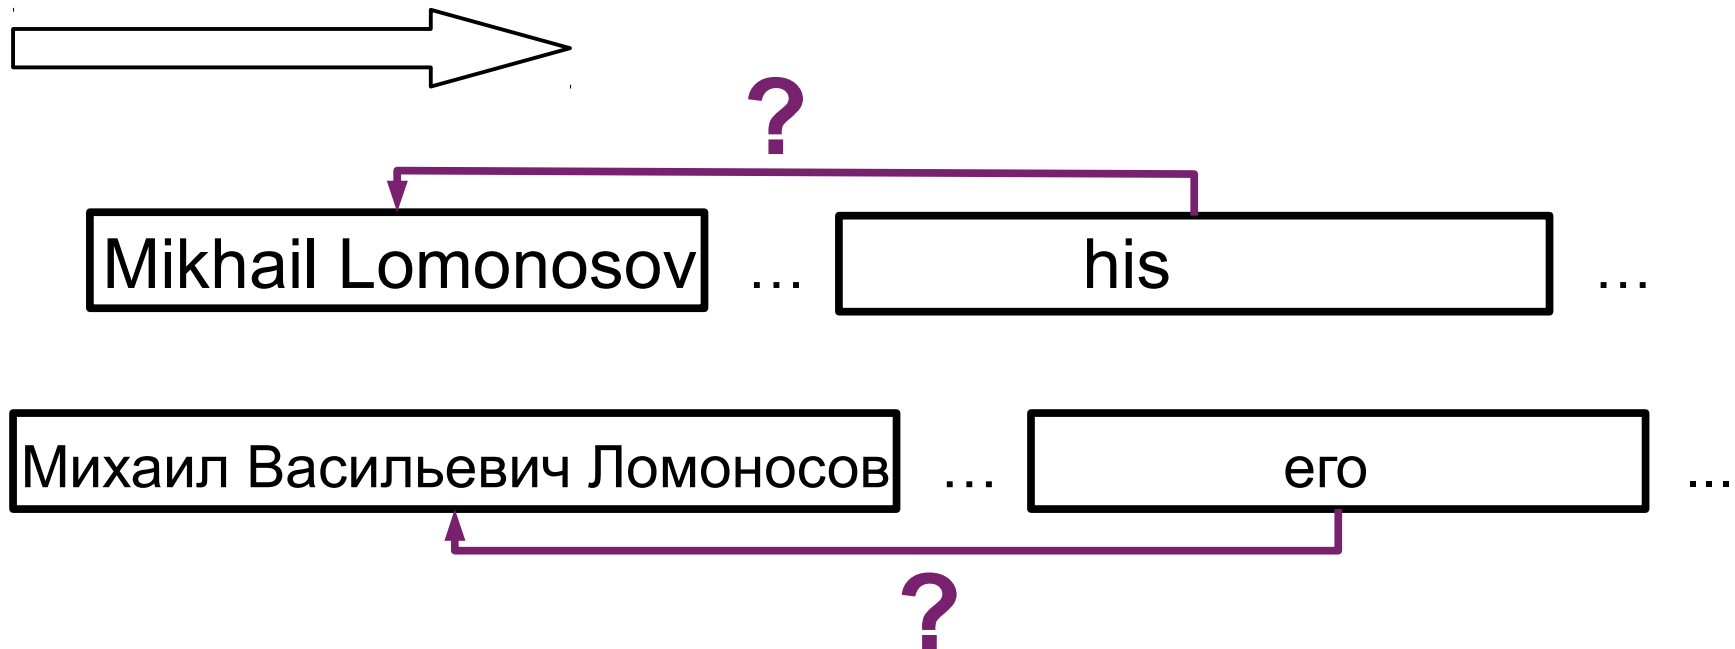 ?
Mikhail Lomonosov … his …
Михаил Васильевич Ломоносов … его ...
?